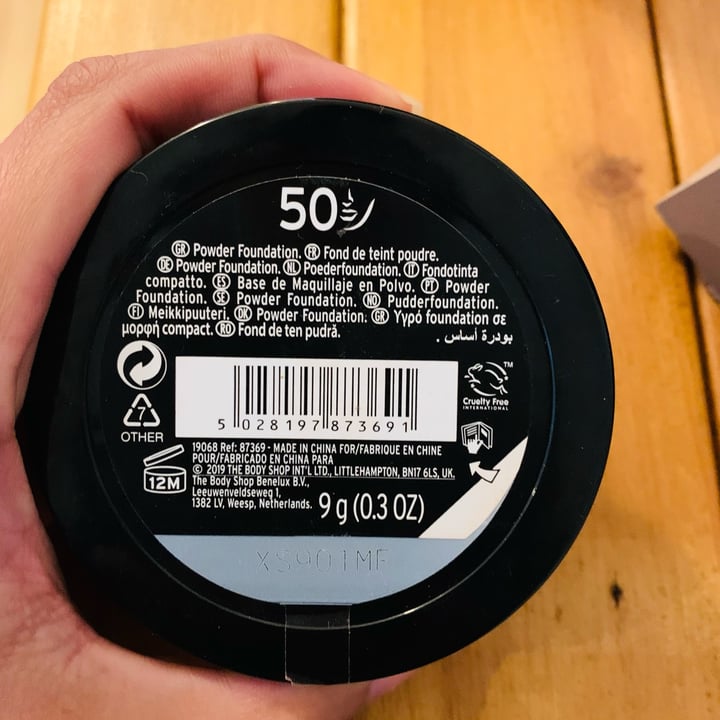 50
GR Powder Foundation. FR Fond de teint poudre.
DE Powder Foundation. NL Poederfoundation. IT Fondotinta
compatto. ES Base de Maquillaje en Polvo. PT Powder
Foundation. SE Powder Foundation. NO Pudderfoundation.
FI Meikkipuuteri. DK Powder Foundation. GR Υγρό foundation σε
μορφή compact. RO Fond de ten pudră. بودرة أساس .
5 028197 873691
TM
Cruelty Free
INTERNATIONAL
7
OTHER
12M
19068 Ref: 87369 - MADE IN CHINA FOR/FABRIQUE EN CHINE
POUR/FABRICADO EN CHINA PARA
© 2019 THE BODY SHOP INT'L LTD., LITTLEHAMPTON, BN17 6LS, UK.
The Body Shop Benelux B.V.,
Leeuwenveldseweg 1,
1382 LV, Weesp, Netherlands. 9 g (0.3 OZ)
XS901MF